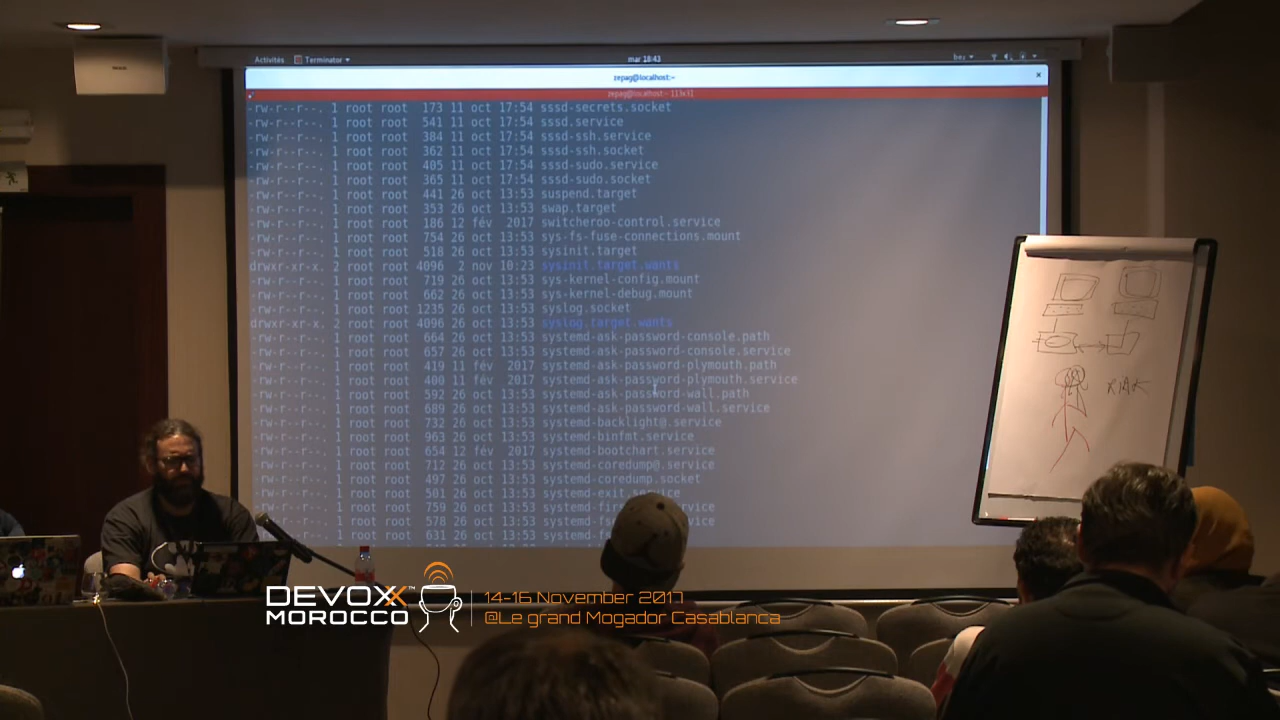 Activités Terminator mar 18:43
zepag@localhost:~
zepag@localhost:~ 113x31
-rw-r--r--. 1 root root 173 11 oct 17:54 sssd-secrets.socket
-rw-r--r--. 1 root root 541 11 oct 17:54 sssd.service
-rw-r--r--. 1 root root 384 11 oct 17:54 sssd-ssh.service
-rw-r--r--. 1 root root 362 11 oct 17:54 sssd-ssh.socket
-rw-r--r--. 1 root root 405 11 oct 17:54 sssd-sudo.service
-rw-r--r--. 1 root root 365 11 oct 17:54 sssd-sudo.socket
-rw-r--r--. 1 root root 441 26 oct 13:53 suspend.target
-rw-r--r--. 1 root root 353 26 oct 13:53 swap.target
-rw-r--r--. 1 root root 186 12 fév 2017 switcheroo-control.service
-rw-r--r--. 1 root root 754 26 oct 13:53 sys-fs-fuse-connections.mount
-rw-r--r--. 1 root root 518 26 oct 13:53 sysinit.target
drwxr-xr-x. 2 root root 4096 2 nov 10:23 sysinit.target.wants
-rw-r--r--. 1 root root 719 26 oct 13:53 sys-kernel-config.mount
-rw-r--r--. 1 root root 662 26 oct 13:53 sys-kernel-debug.mount
-rw-r--r--. 1 root root 1235 26 oct 13:53 syslog.socket
drwxr-xr-x. 2 root root 4096 26 oct 13:53 syslog.target.wants
-rw-r--r--. 1 root root 664 26 oct 13:53 systemd-ask-password-console.path
-rw-r--r--. 1 root root 657 26 oct 13:53 systemd-ask-password-console.service
-rw-r--r--. 1 root root 419 11 fév 2017 systemd-ask-password-plymouth.path
-rw-r--r--. 1 root root 400 11 fév 2017 systemd-ask-password-plymouth.service
-rw-r--r--. 1 root root 592 26 oct 13:53 systemd-ask-password-wall.path
-rw-r--r--. 1 root root 689 26 oct 13:53 systemd-ask-password-wall.service
-rw-r--r--. 1 root root 732 26 oct 13:53 systemd-backlight@.service
-rw-r--r--. 1 root root 963 26 oct 13:53 systemd-binfmt.service
-rw-r--r--. 1 root root 654 12 fév 2017 systemd-bootchart.service
-rw-r--r--. 1 root root 712 26 oct 13:53 systemd-coredump@.service
-rw-r--r--. 1 root root 497 26 oct 13:53 systemd-coredump.socket
-rw-r--r--. 1 root root 501 26 oct 13:53 systemd-exit.service
-rw-r--r--. 1 root root 759 26 oct 13:53
-rw-r--r--. 1 root root 578 26 oct 13:53
-rw-r--r--. 1 root root 631 26 oct 13:53
DEVOXX™
MOROCCO
14-16 November 2017
@Le grand Mogador Casablanca